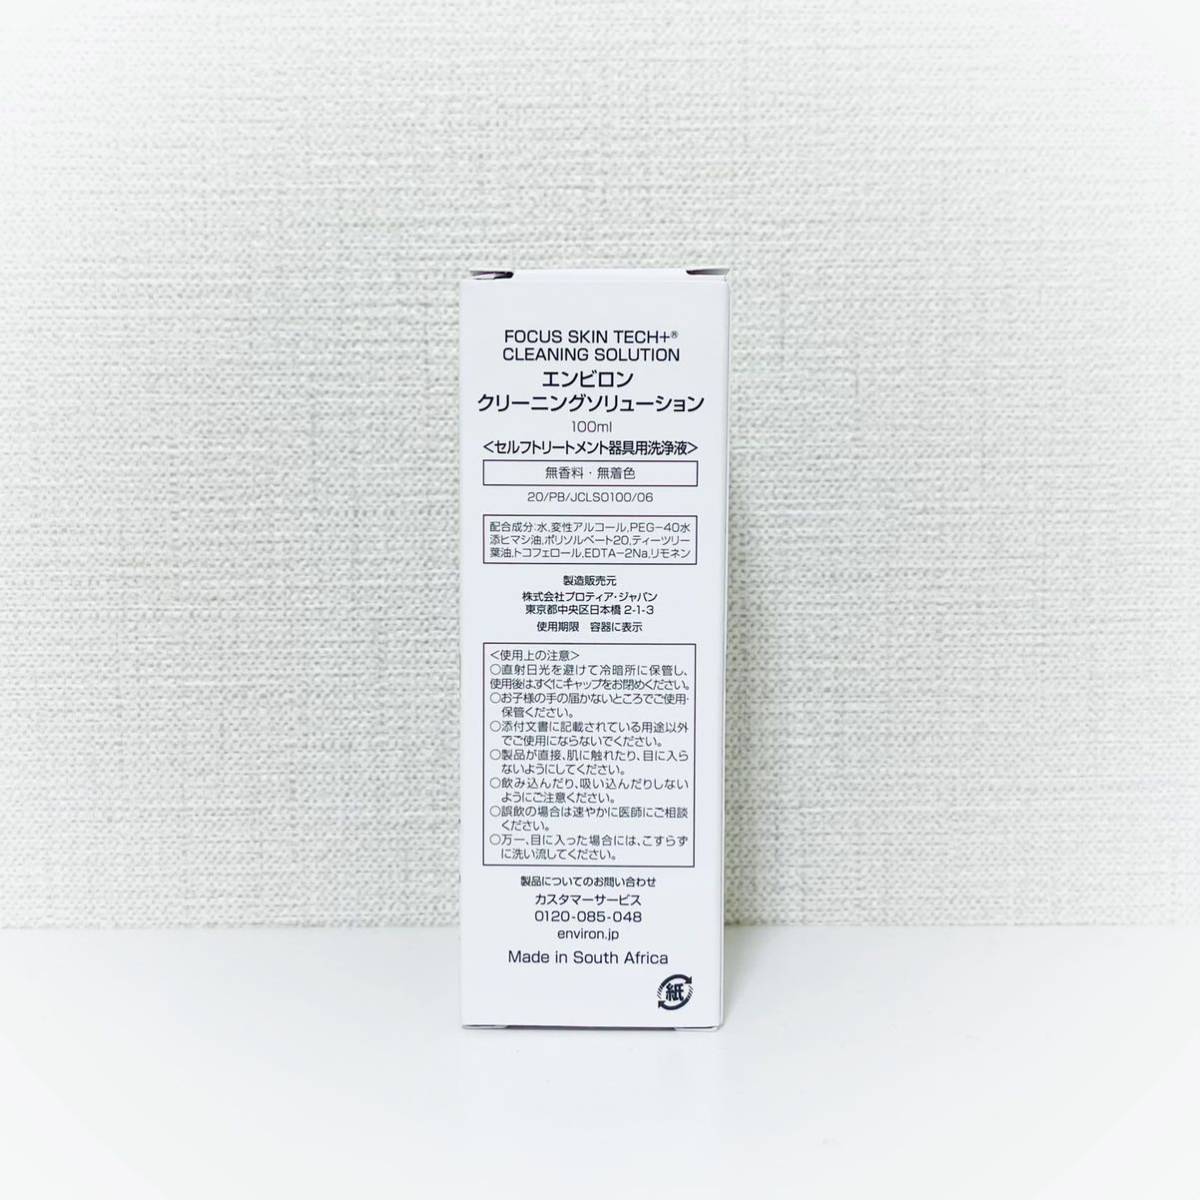 FOCUS SKIN TECH+®
CLEANING SOLUTION
エンビロン
クリーニングソリューション
100ml
<セルフトリートメント器具用洗浄液>
無香料・無着色
20/PB/JCLS0100/06
配合成分:水,変性アルコール,PEG-40水
添ヒマシ油,ポリソルベート20,ティーツリー
葉油,トコフェロール,EDTA-2Na,リモネン
製造販売元
株式会社プロティア・ジャパン
東京都中央区日本橋 2-1-3
使用期限 容器に表示
<使用上の注意>
○直射日光を避けて冷暗所に保管し、
使用後はすぐにキャップをお閉めください。
○お子様の手の届かないところでご使用・
保管ください。
○添付文書に記載されている用途以外
でご使用にならないでください。
○製品が直接、肌に触れたり、目に入ら
ないようにしてください。
○飲み込んだり、吸い込んだりしない
ようにご注意ください。
○誤飲の場合は速やかに医師にご相談
ください。
○万一、目に入った場合には、こすらず
に洗い流してください。
製品についてのお問い合わせ
カスタマーサービス
0120-085-048
environ.jp
Made in South Africa
紙